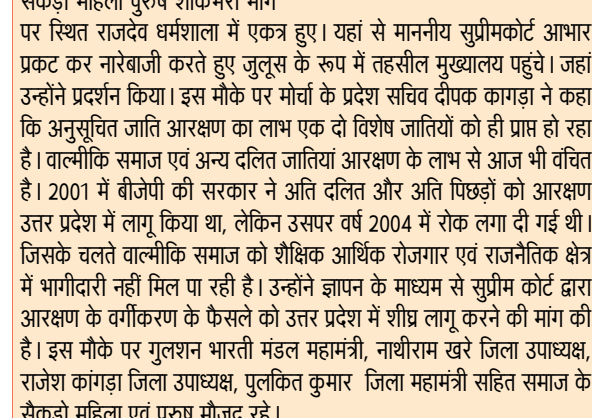 सैकड़ों महिला पुरुष शाकंभरी मार्ग
पर स्थित राजदेव धर्मशाला में एकत्र हुए। यहां से माननीय सुप्रीमकोर्ट आभार
प्रकट कर नारेबाजी करते हुए जुलूस के रूप में तहसील मुख्यालय पहुंचे। जहां
उन्होंने प्रदर्शन किया। इस मौके पर मोर्चा के प्रदेश सचिव दीपक कागड़ा ने कहा
कि अनुसूचित जाति आरक्षण का लाभ एक दो विशेष जातियों को ही प्राप्त हो रहा
है। वाल्मीकि समाज एवं अन्य दलित जातियां आरक्षण के लाभ से आज भी वंचित
है। 2001 में बीजेपी की सरकार ने अति दलित और अति पिछड़ों को आरक्षण
उत्तर प्रदेश में लागू किया था, लेकिन उसपर वर्ष 2004 में रोक लगा दी गई थी।
जिसके चलते वाल्मीकि समाज को शैक्षिक आर्थिक रोजगार एवं राजनैतिक क्षेत्र
में भागीदारी नहीं मिल पा रही है। उन्होंने ज्ञापन के माध्यम से सुप्रीम कोर्ट द्वारा
आरक्षण के वर्गीकरण के फैसले को उत्तर प्रदेश में शीघ्र लागू करने की मांग की
है। इस मौके पर गुलशन भारती मंडल महामंत्री, नाथीराम खरे जिला उपाध्यक्ष,
राजेश कांगड़ा जिला उपाध्यक्ष, पुलकित कुमार जिला महामंत्री सहित समाज के
सैकड़ो महिला एवं पुरुष मौजूद रहे।